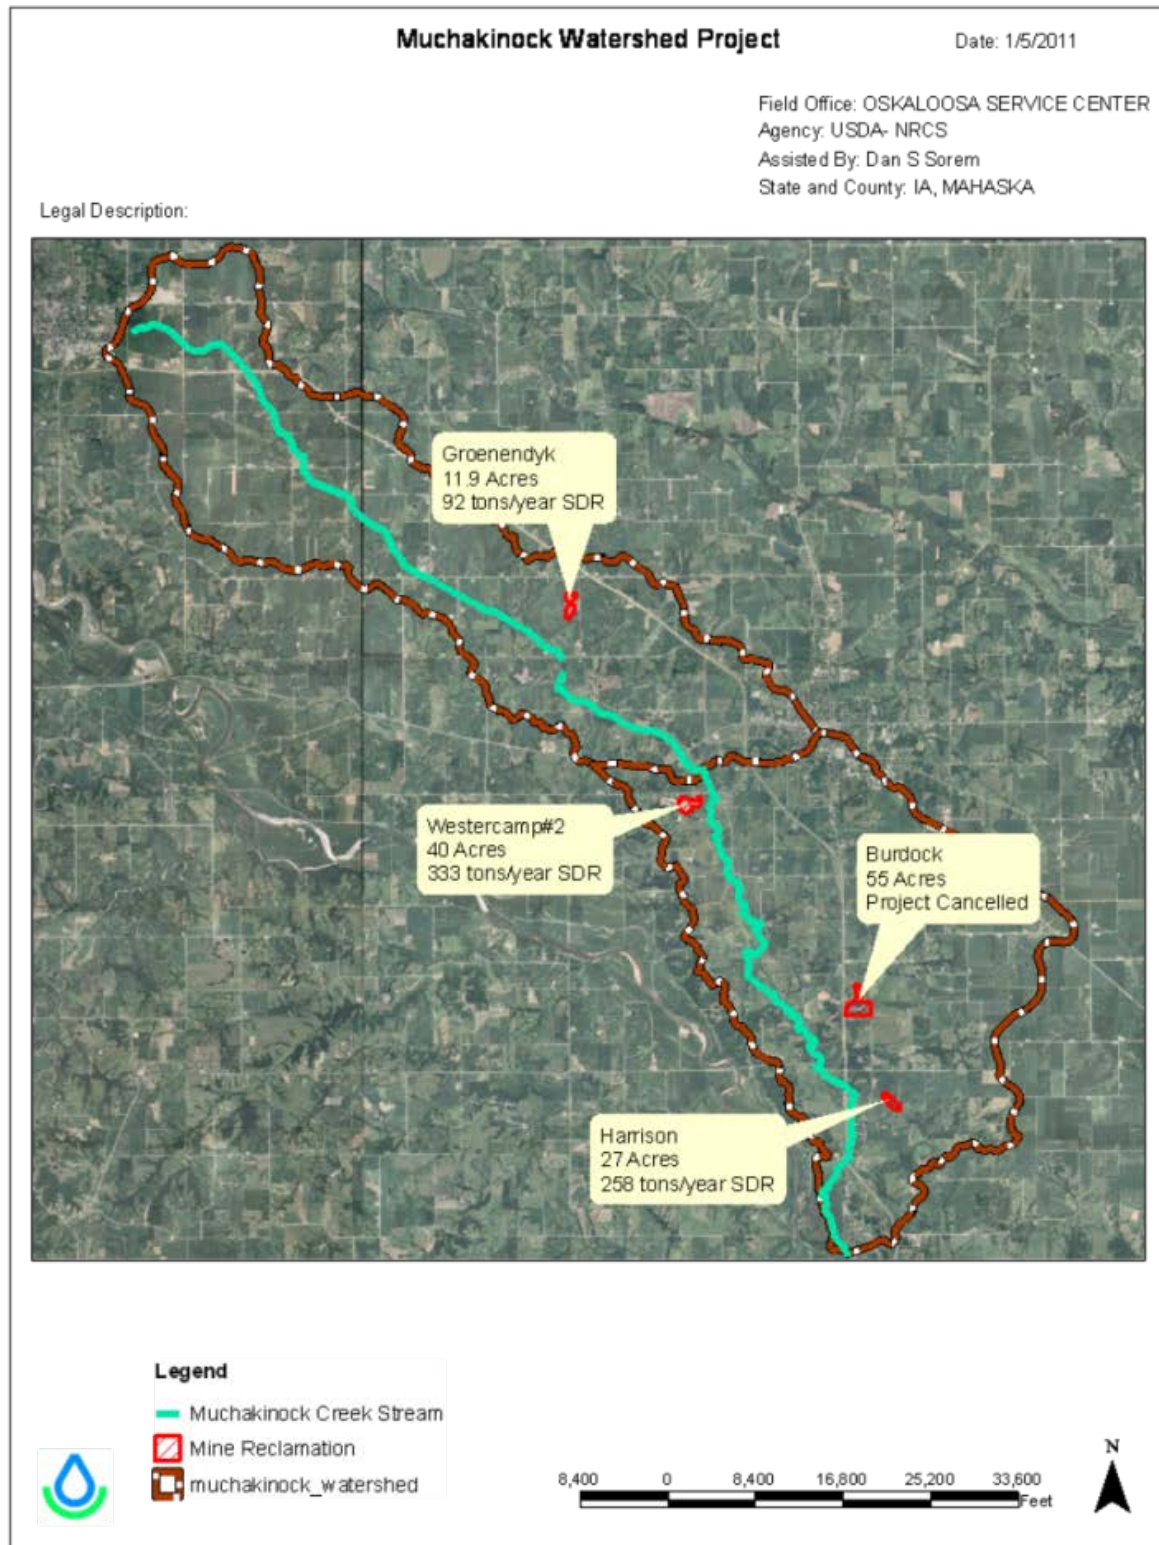 Muchakinock Watershed Project
Date: 1/5/2011
Field Office: OSKALOOSA SERVICE CENTER
Agency: USDA- NRCS
Assisted By: Dan S Sorem
State and County: IA, MAHASKA
Legal Description:
Groenendyk
11.9 Acres
92 tons/year SDR
Westercamp#2
40 Acres
333 tons/year SDR
Burdock
55 Acres
Project Cancelled
Harrison
27 Acres
258 tons/year SDR
Legend
Muchakinock Creek Stream
Mine Reclamation
muchakinock_watershed
8,400 0 8,400 16,800 25,200 33,600
Feet
N